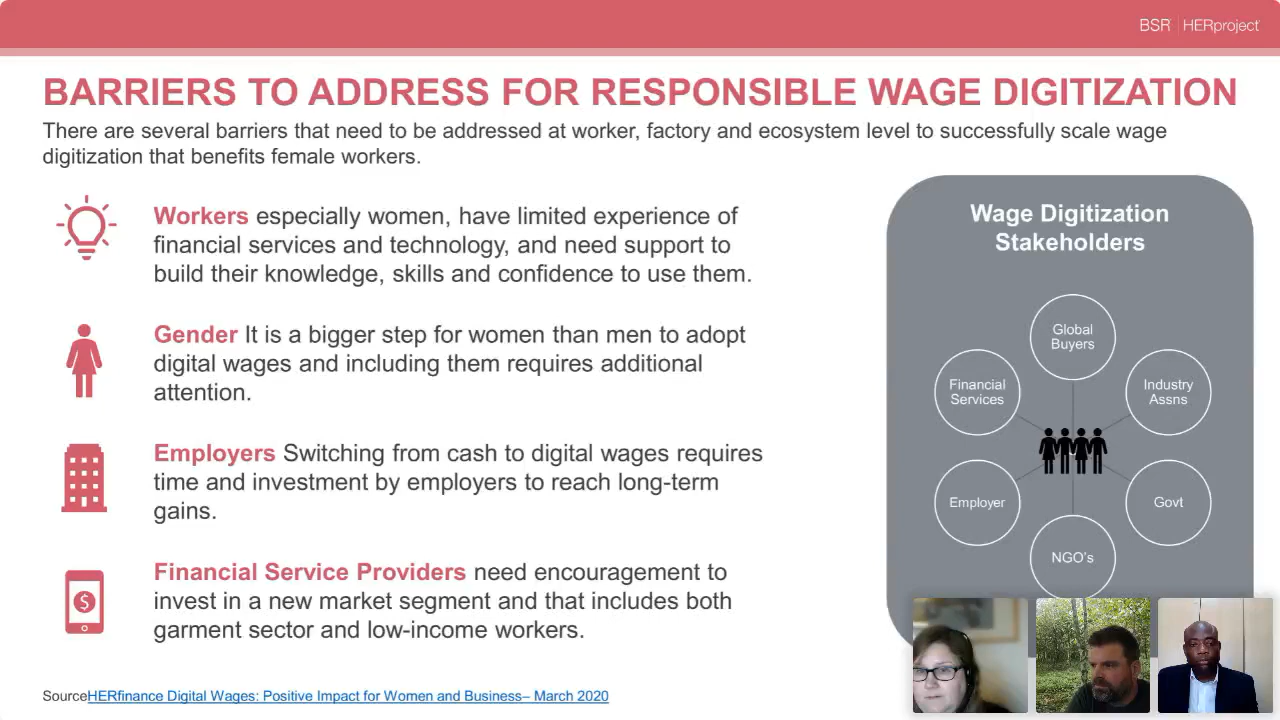 BSR | HERproject
BARRIERS TO ADDRESS FOR RESPONSIBLE WAGE DIGITIZATION
There are several barriers that need to be addressed at worker, factory and ecosystem level to successfully scale wage
digitization that benefits female workers.
Workers especially women, have limited experience of
financial services and technology, and need support to
build their knowledge, skills and confidence to use them.
Gender It is a bigger step for women than men to adopt
digital wages and including them requires additional
attention.
Employers Switching from cash to digital wages requires
time and investment by employers to reach long-term
gains.
$
Financial Service Providers need encouragement to
invest in a new market segment and that includes both
garment sector and low-income workers.
SourceHERfinance Digital Wages: Positive Impact for Women and Business– March 2020
Wage Digitization
Stakeholders
Global
Buyers
Financial
Services
Industry
Assns
Employer
Govt
NGO's